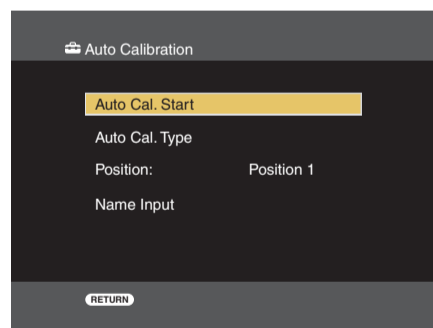 Auto Calibration
Auto Cal. Start
Auto Cal. Type
Position: Position 1
Name Input
RETURN